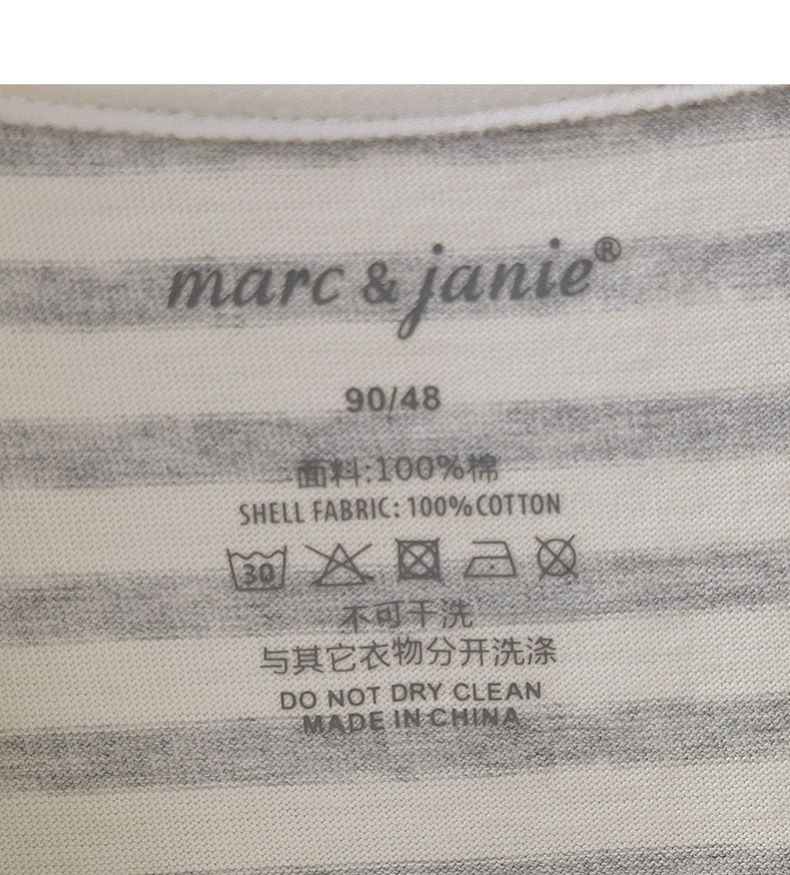 marc & janie®
90/48
面料:100%棉
SHELL FABRIC: 100%COTTON
30
不可干洗
与其它衣物分开洗涤
DO NOT DRY CLEAN
MADE IN CHINA